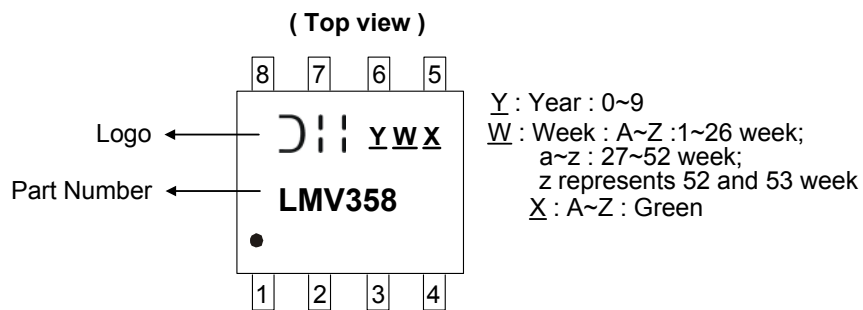 ( Top view )
8 7 6 5
Logo
Y W X
Part Number
LMV358
1 2 3 4
Y : Year : 0~9
W : Week : A~Z :1~26 week;
a~z : 27~52 week;
z represents 52 and 53 week
X : A~Z : Green